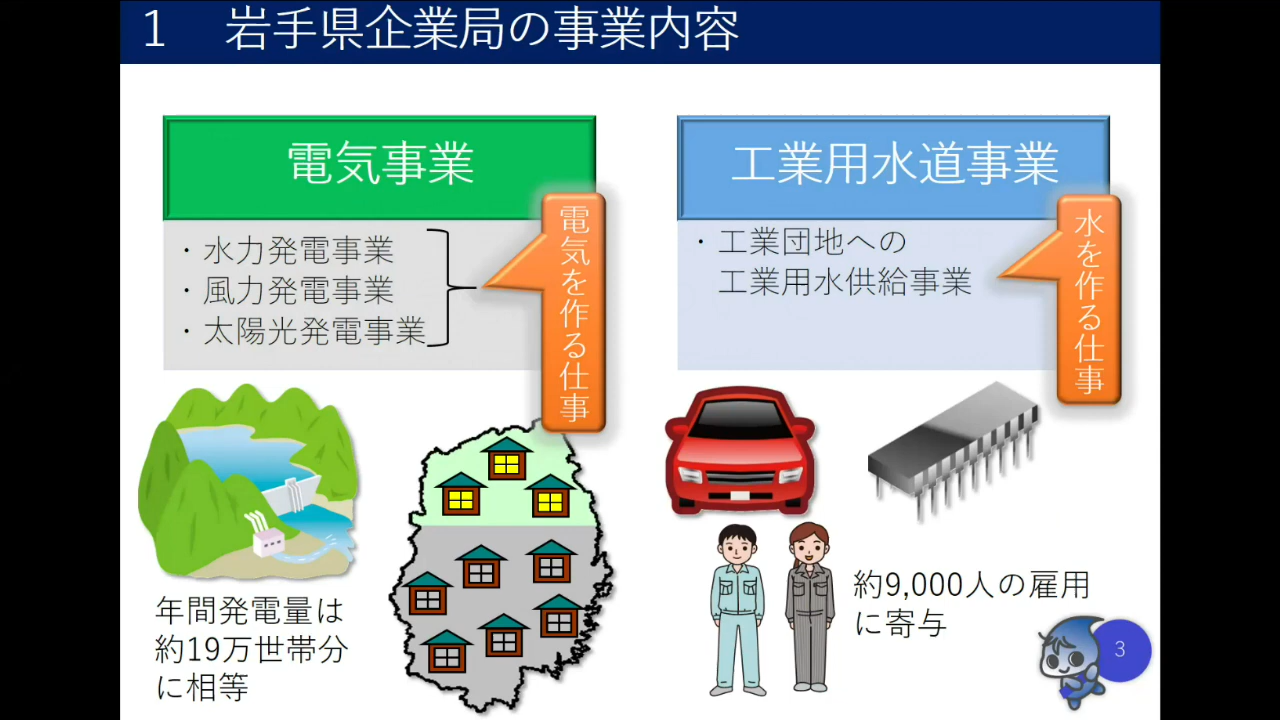 1 岩手県企業局の事業内容
電気事業
・水力発電事業
・風力発電事業
・太陽光発電事業
電気を作る仕事
年間発電量は
約19万世帯分
に相等
工業用水道事業
・工業団地への
工業用水供給事業
水を作る仕事
約9,000人の雇用
に寄与
3